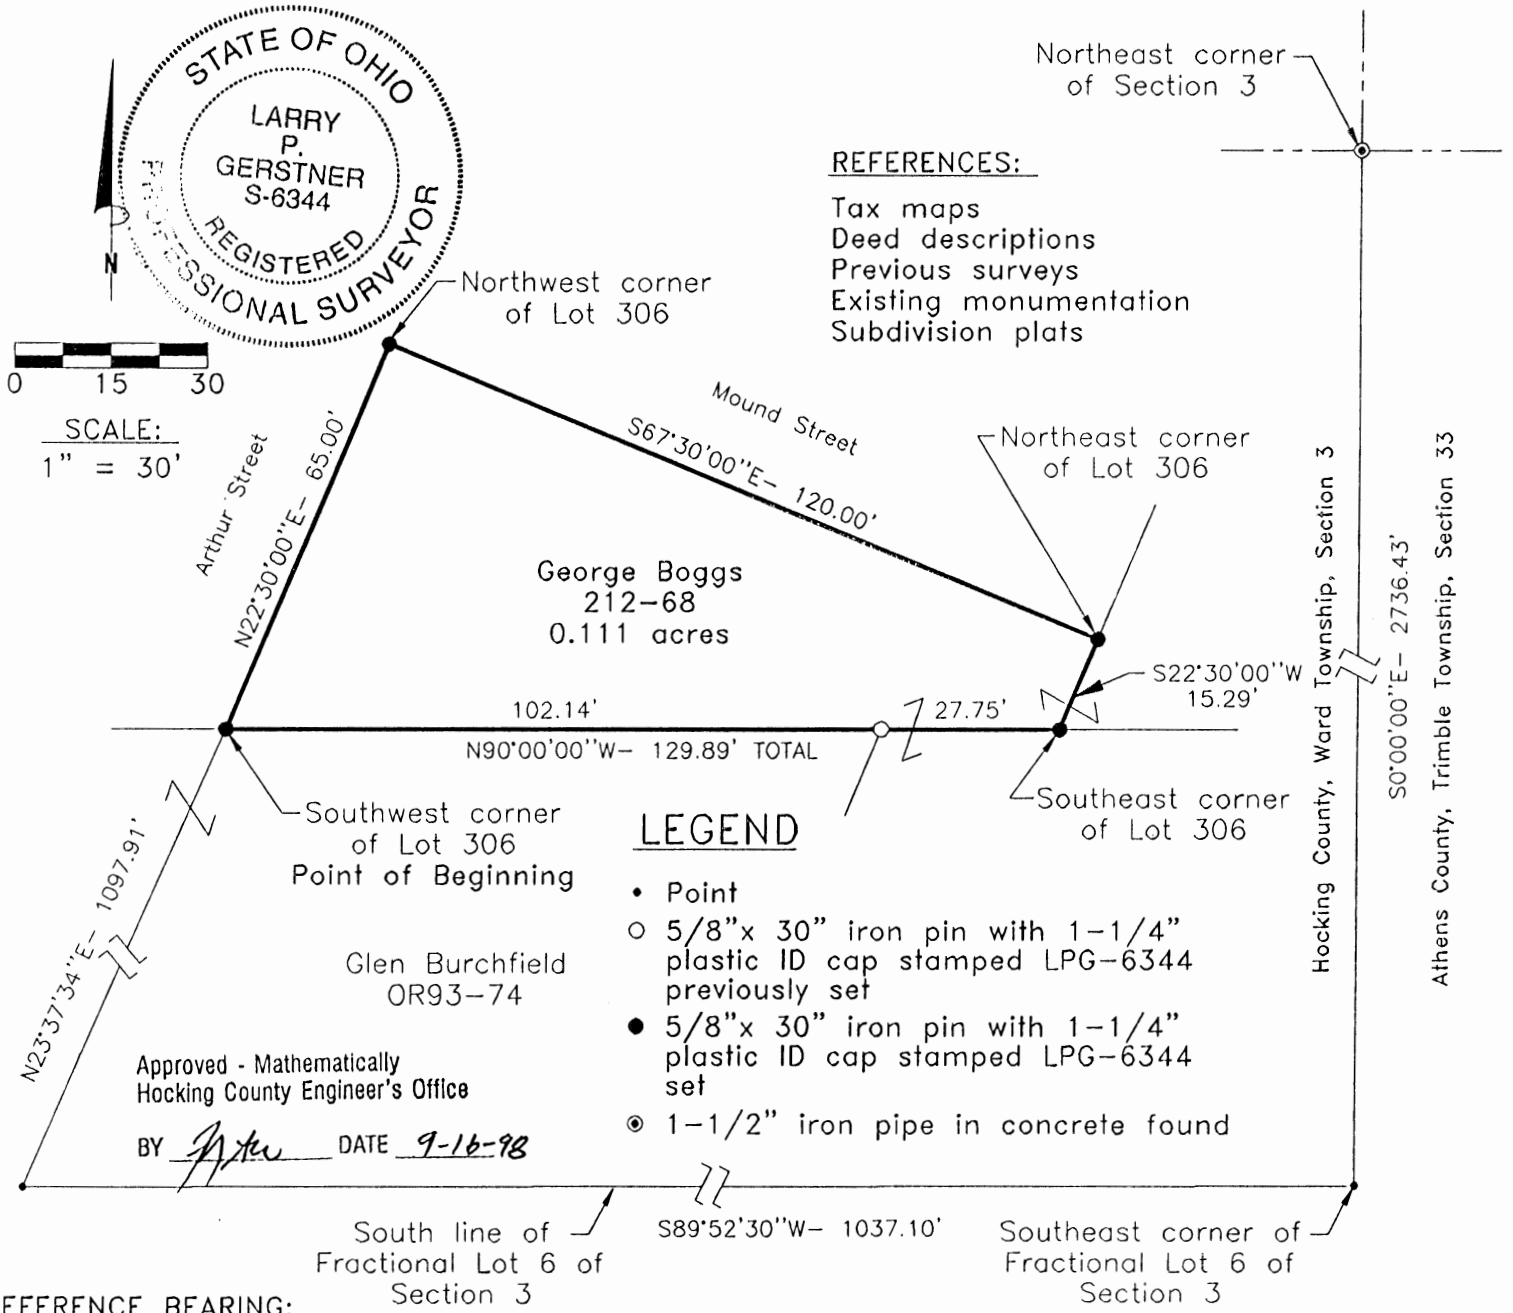 STATE OF OHIO
PROFESSIONAL SURVEYOR
LARRY
P.
GERSTNER
S-6344
REGISTERED
N
0 15 30
SCALE:
1" = 30'
Northeast corner
of Section 3
REFERENCES:
Tax maps
Deed descriptions
Previous surveys
Existing monumentation
Subdivision plats
Northwest corner
of Lot 306
Arthur Street
N22°30'00"E- 65.00'
Mound Street
S67°30'00"E- 120.00'
Northeast corner
of Lot 306
George Boggs
212-68
0.111 acres
S22°30'00"W
15.29'
102.14'
27.75'
N90°00'00"W- 129.89' TOTAL
Southwest corner
of Lot 306
Point of Beginning
Southeast corner
of Lot 306
Hocking County, Ward Township, Section 3
S0°00'00"E- 2736.43'
Athens County, Trimble Township, Section 33
N23°37'34"E- 1097.91'
Glen Burchfield
OR93-74
LEGEND
Point
5/8"x 30" iron pin with 1-1/4"
plastic ID cap stamped LPG-6344
previously set
5/8"x 30" iron pin with 1-1/4"
plastic ID cap stamped LPG-6344
set
1-1/2" iron pipe in concrete found
Approved - Mathematically
Hocking County Engineer's Office
BY DATE 9-16-98
South line of
Fractional Lot 6 of
Section 3
S89°52'30"W- 1037.10'
Southeast corner of
Fractional Lot 6 of
Section 3
BEARING: